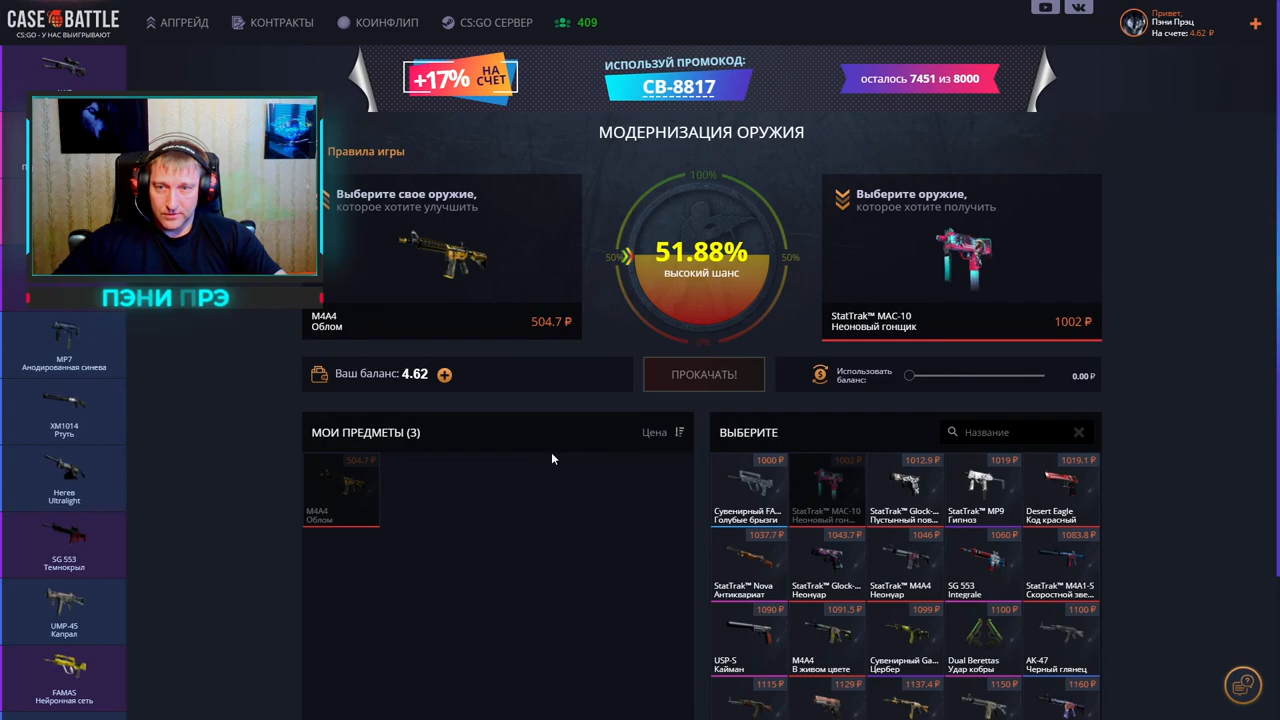 CASE BATTLE
CS:GO - У НАС ВЫИГРЫВАЮТ
АПГРЕЙД
КОНТРАКТЫ
КОИНФЛИП
CS:GO СЕРВЕР
409
Привет,
Пэни Прэц
На счете: 4.62 ₽
+17%
НА СЧЕТ
ИСПОЛЬЗУЙ ПРОМОКОД:
CB-8817
осталось 7451 из 8000
МОДЕРНИЗАЦИЯ ОРУЖИЯ
Правила игры
Выберите свое оружие,
которое хотите улучшить
M4A4
Облом
504.7 ₽
100%
50%
50%
0%
51.88%
высокий шанс
Выберите оружие,
которое хотите получить
StatTrak™ MAC-10
Неоновый гонщик
1002 ₽
ПЭНИ ПРЭ
Ваш баланс: 4.62
ПРОКАЧАТЬ!
Использовать
баланс:
0.00 ₽
МОИ ПРЕДМЕТЫ (3)
Цена
504.7 ₽
M4A4
Облом
ВЫБЕРИТЕ
Название
1000 ₽
Сувенирный FA...
Голубые брызги
1002 ₽
StatTrak™ MAC-10
Неоновый гон...
1012.9 ₽
StatTrak™ Glock-...
Пустынный пов...
1019 ₽
StatTrak™ MP9
Гипноз
1019.1 ₽
Desert Eagle
Код красный
1037.7 ₽
StatTrak™ Nova
Антиквариат
1043.7 ₽
StatTrak™ Glock-...
Неонуар
1046 ₽
StatTrak™ M4A4
Неонуар
1060 ₽
SG 553
Integrale
1083.8 ₽
StatTrak™ M4A1-S
Скоростной зве...
1090 ₽
USP-S
Кайман
1091.5 ₽
M4A4
В живом цвете
1099 ₽
Сувенирный Ga...
Цербер
1100 ₽
Dual Berettas
Удар кобры
1100 ₽
AK-47
Черный глянец
1115 ₽
1129 ₽
1137.4 ₽
1150 ₽
1160 ₽
MP7
Анодированная синева
XM1014
Ртуть
Негев
Ultralight
SG 553
Темнокрыл
UMP-45
Капрал
FAMAS
Нейронная сеть